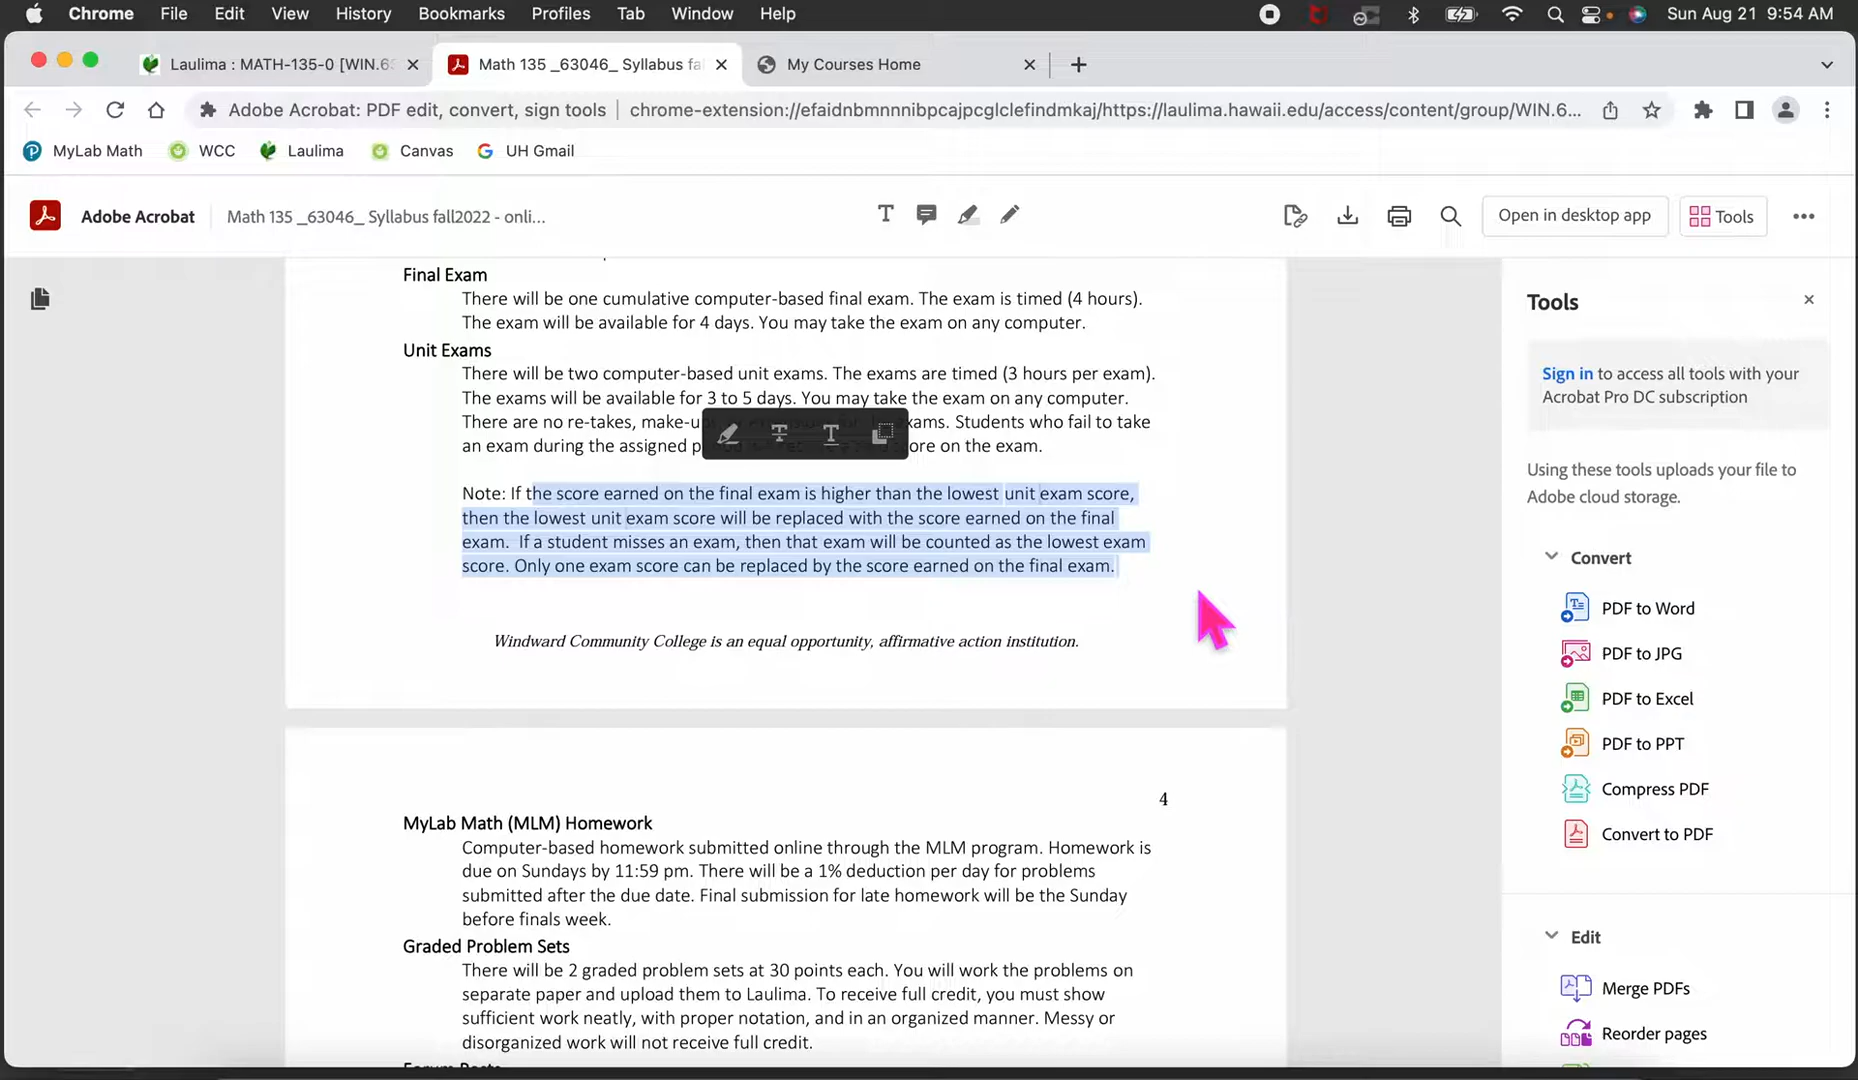 Chrome File Edit View History Bookmarks Profiles Tab Window Help Sun Aug 21 9:54 AM
Laulima : MATH-135-0 [WIN.63 Math 135 _63046_ Syllabus fa My Courses Home
Adobe Acrobat: PDF edit, convert, sign tools | chrome-extension://efaidnbmnnnibpcajpcglclefindmkaj/https://laulima.hawaii.edu/access/content/group/WIN.6...
MyLab Math WCC Laulima Canvas UH Gmail
Adobe Acrobat Math 135 _63046_ Syllabus fall2022 - onli... Open in desktop app Tools
Final Exam
There will be one cumulative computer-based final exam. The exam is timed (4 hours).
The exam will be available for 4 days. You may take the exam on any computer.
Unit Exams
There will be two computer-based unit exams. The exams are timed (3 hours per exam).
The exams will be available for 3 to 5 days. You may take the exam on any computer.
There are no re-takes, make-u exams. Students who fail to take
an exam during the assigned p ore on the exam.
Note: If the score earned on the final exam is higher than the lowest unit exam score,
then the lowest unit exam score will be replaced with the score earned on the final
exam. If a student misses an exam, then that exam will be counted as the lowest exam
score. Only one exam score can be replaced by the score earned on the final exam.
Windward Community College is an equal opportunity, affirmative action institution.
4
MyLab Math (MLM) Homework
Computer-based homework submitted online through the MLM program. Homework is
due on Sundays by 11:59 pm. There will be a 1% deduction per day for problems
submitted after the due date. Final submission for late homework will be the Sunday
before finals week.
Graded Problem Sets
There will be 2 graded problem sets at 30 points each. You will work the problems on
separate paper and upload them to Laulima. To receive full credit, you must show
sufficient work neatly, with proper notation, and in an organized manner. Messy or
disorganized work will not receive full credit.
Forum Posts
Tools
Sign in to access all tools with your
Acrobat Pro DC subscription
Using these tools uploads your file to
Adobe cloud storage.
Convert
PDF to Word
PDF to JPG
PDF to Excel
PDF to PPT
Compress PDF
Convert to PDF
Edit
Merge PDFs
Reorder pages